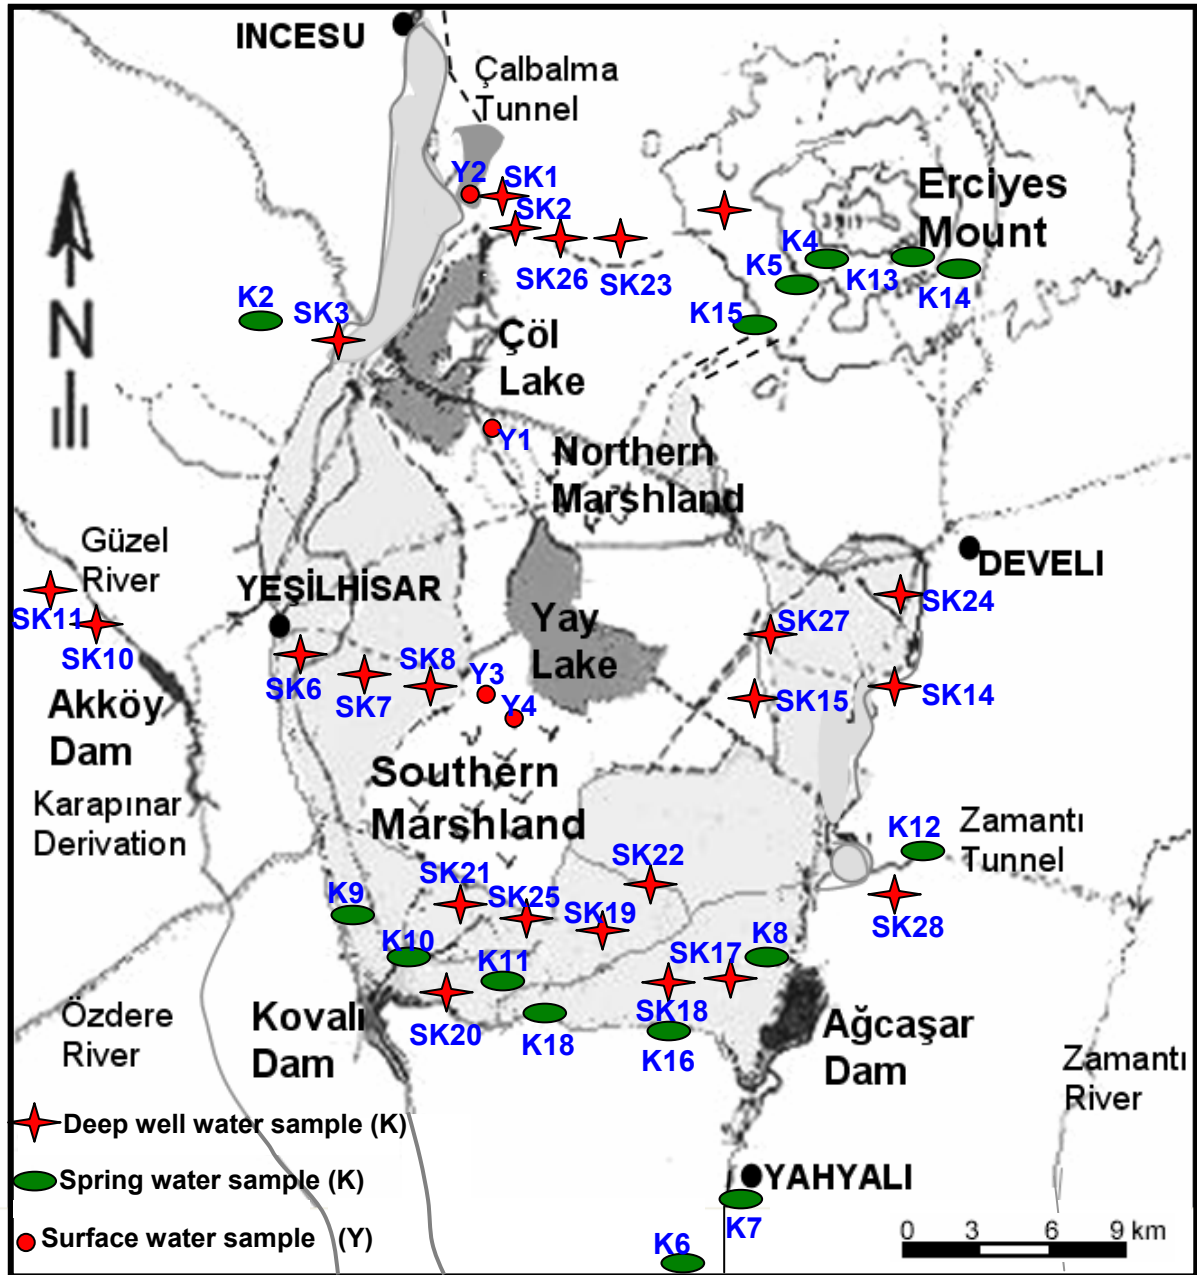 INCESU
Çalbalma
Tunnel
Y2
SK1
SK2
SK26
SK23
Erciyes
Mount
K4
K5
K13
K14
K15
K2
SK3
N
Çöl
Lake
Y1
Northern
Marshland
Güzel
River
YEŞİLHİSAR
DEVELI
SK11
SK10
SK24
SK27
Yay
Lake
SK6
SK7
SK8
Y3
Y4
SK15
SK14
Akköy
Dam
Karapınar
Derivation
Southern
Marshland
K12
Zamantı
Tunnel
SK22
SK21
SK25
SK19
SK28
K9
K10
K11
SK17
K8
SK20
K18
SK18
K16
Özdere
River
Kovalı
Dam
Ağcaşar
Dam
Zamantı
River
Deep well water sample (K)
Spring water sample (K)
Surface water sample (Y)
YAHYALI
K7
K6
0 3 6 9 km